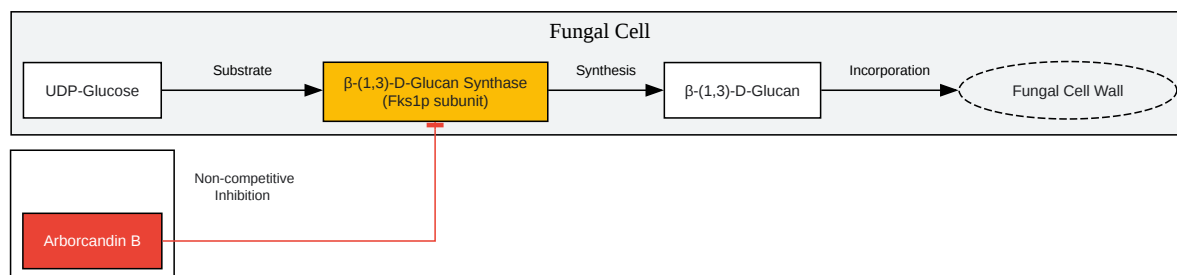 Fungal Cell
UDP-Glucose
Substrate
β-(1,3)-D-Glucan Synthase
(Fks1p subunit)
Synthesis
β-(1,3)-D-Glucan
Incorporation
Fungal Cell Wall
Non-competitive
Inhibition
Arborcandin B